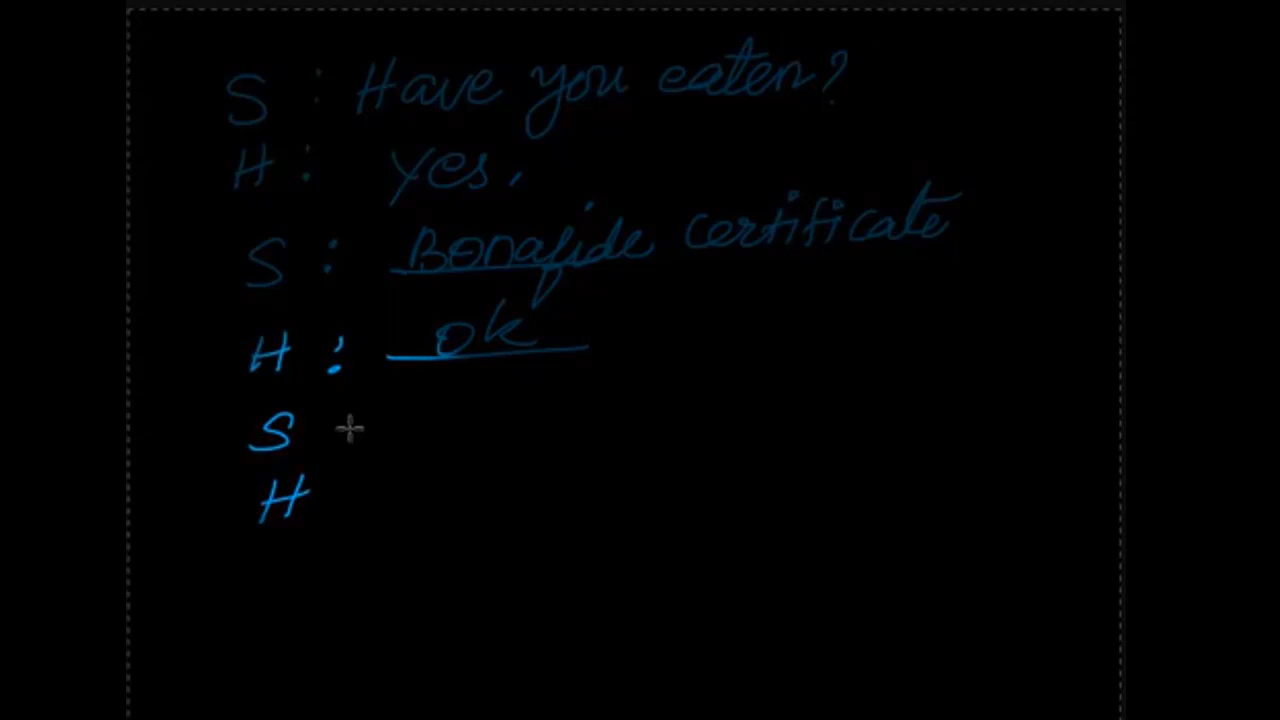 S : Have you eaten?
H : Yes,
S : Bonafide certificate
H : Ok
S
H